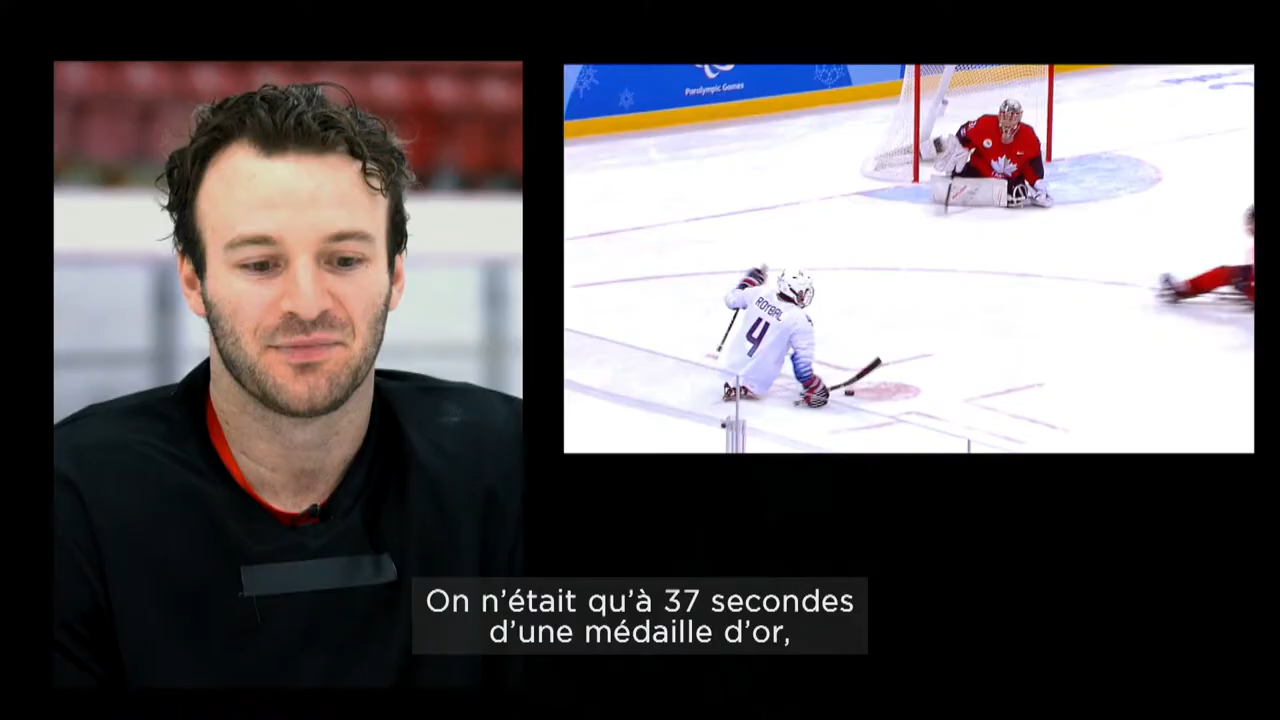 Paralympic Games
ROYBAL
4
On n'était qu'à 37 secondes
d'une médaille d'or,